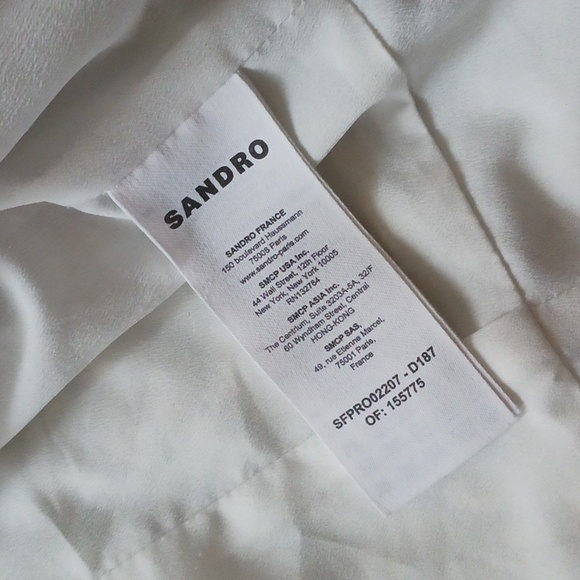 SANDRO
SANDRO FRANCE
150 boulevard Haussmann
75008 Paris
www.sandro-paris.com
SMCP USA Inc.
44 Wall Street, 12th Floor
New York, New York 10005
RN132764
SMCP ASIA Inc.
The Centrium, Suite 3203A-5A, 32/F
60 Wyndham Street, Central
HONG-KONG
SMCP SAS,
49, rue Etienne Marcel,
75001 Paris,
France
SFPRO02207 - D187
OF: 155775